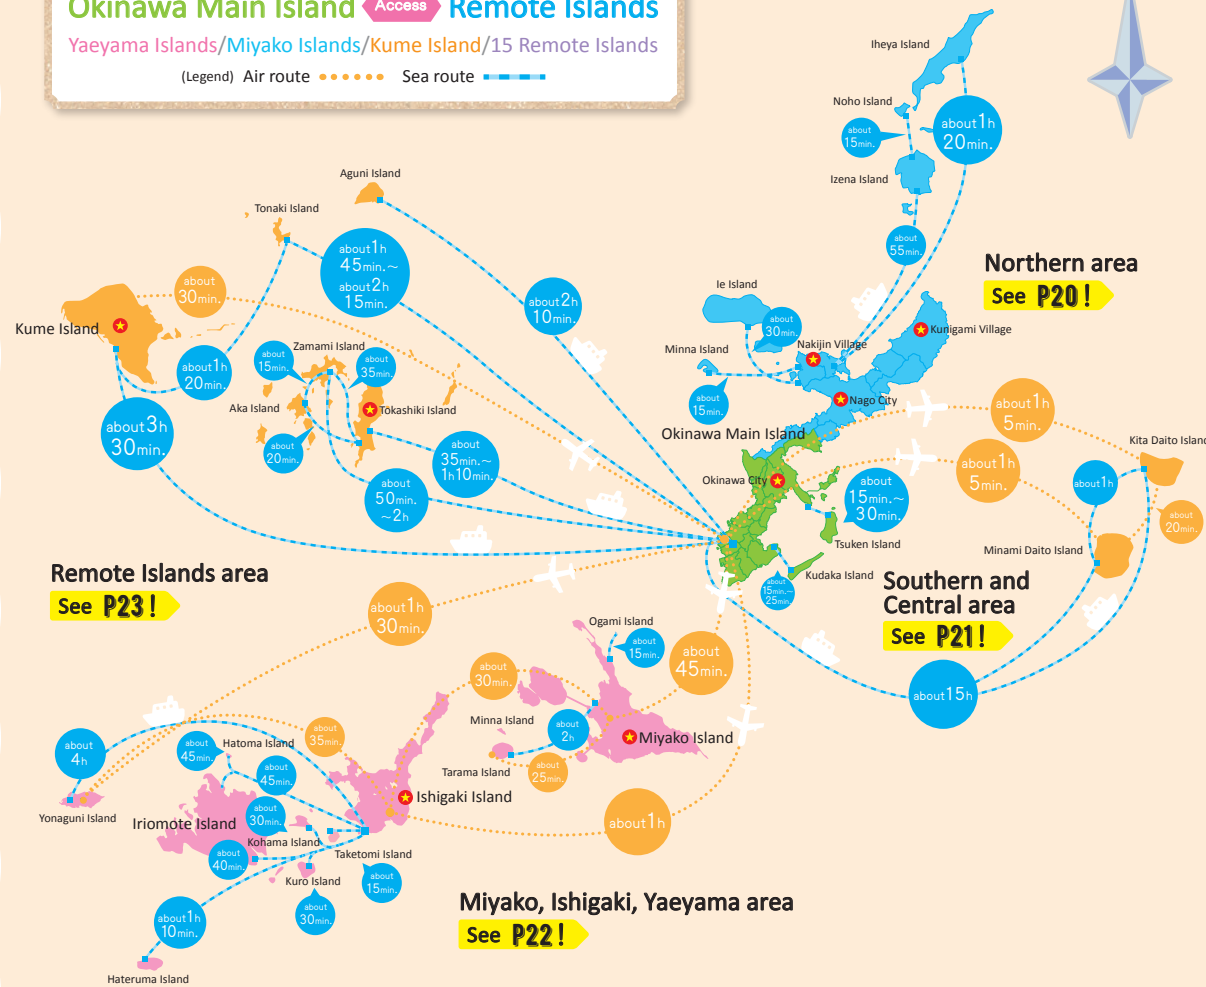 Okinawa Main Island Access Remote Islands
Yaeyama Islands/Miyako Islands/Kume Island/15 Remote Islands
(Legend) Air route Sea route
Iheya Island
Noho Island
about 1h
20min.
about
15min.
Izena Island
about
55min.
Northern area
See P20!
Aguni Island
Tonaki Island
about 1h
45min.~
about 2h
15min.
about 2h
10min.
about
30min.
Kume Island
about 1h
20min.
about 3h
30min.
Zamami Island
about
15min.
about
35min.
Aka Island
Tokashiki Island
about
20min.
about
35min.~
1h10min.
about
50min.
~2h
Ie Island
about
30min.
Minna Island
Nakijin Village
Kunigami Village
about
15min.
Nago City
Okinawa Main Island
Okinawa City
about 1h
5min.
about 1h
5min.
Kita Daito Island
about 1h
about
20min.
about
15min.~
30min.
Tsuken Island
Minami Daito Island
Kudaka Island
about
15min.~
25min.
Southern and
Central area
See P21!
about 15h
Remote Islands area
See P23!
about 1h
30min.
Ogami Island
about
15min.
about
45min.
about
30min.
Minna Island
about
2h
Miyako Island
Tarama Island
about
25min.
about
4h
Yonaguni Island
about
45min.
Hatoma Island
about
35min.
about
45min.
Ishigaki Island
about
30min.
Iriomote Island
Kohama Island
about
40min.
Taketomi Island
about
15min.
Kuro Island
about
30min.
about 1h
about 1h
10min.
Hateruma Island
Miyako, Ishigaki, Yaeyama area
See P22!